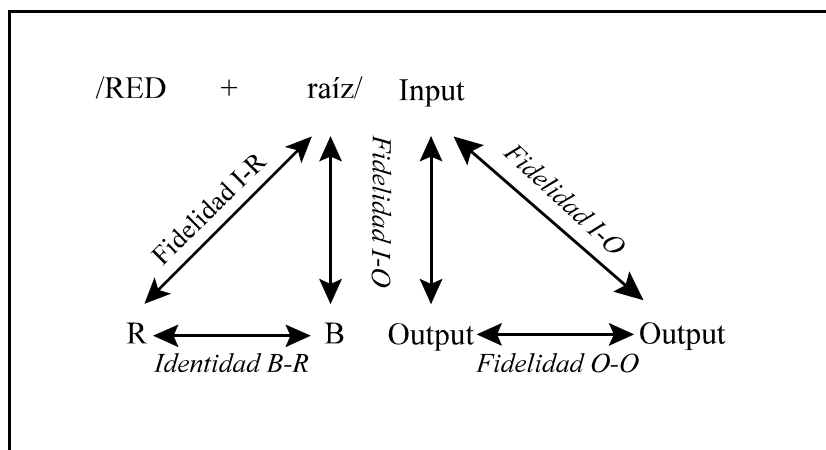 /RED + raíz/ Input
Fidelidad I-R
Fidelidad I-O
Fidelidad I-O
R B Output Output
Identidad B-R Fidelidad O-O